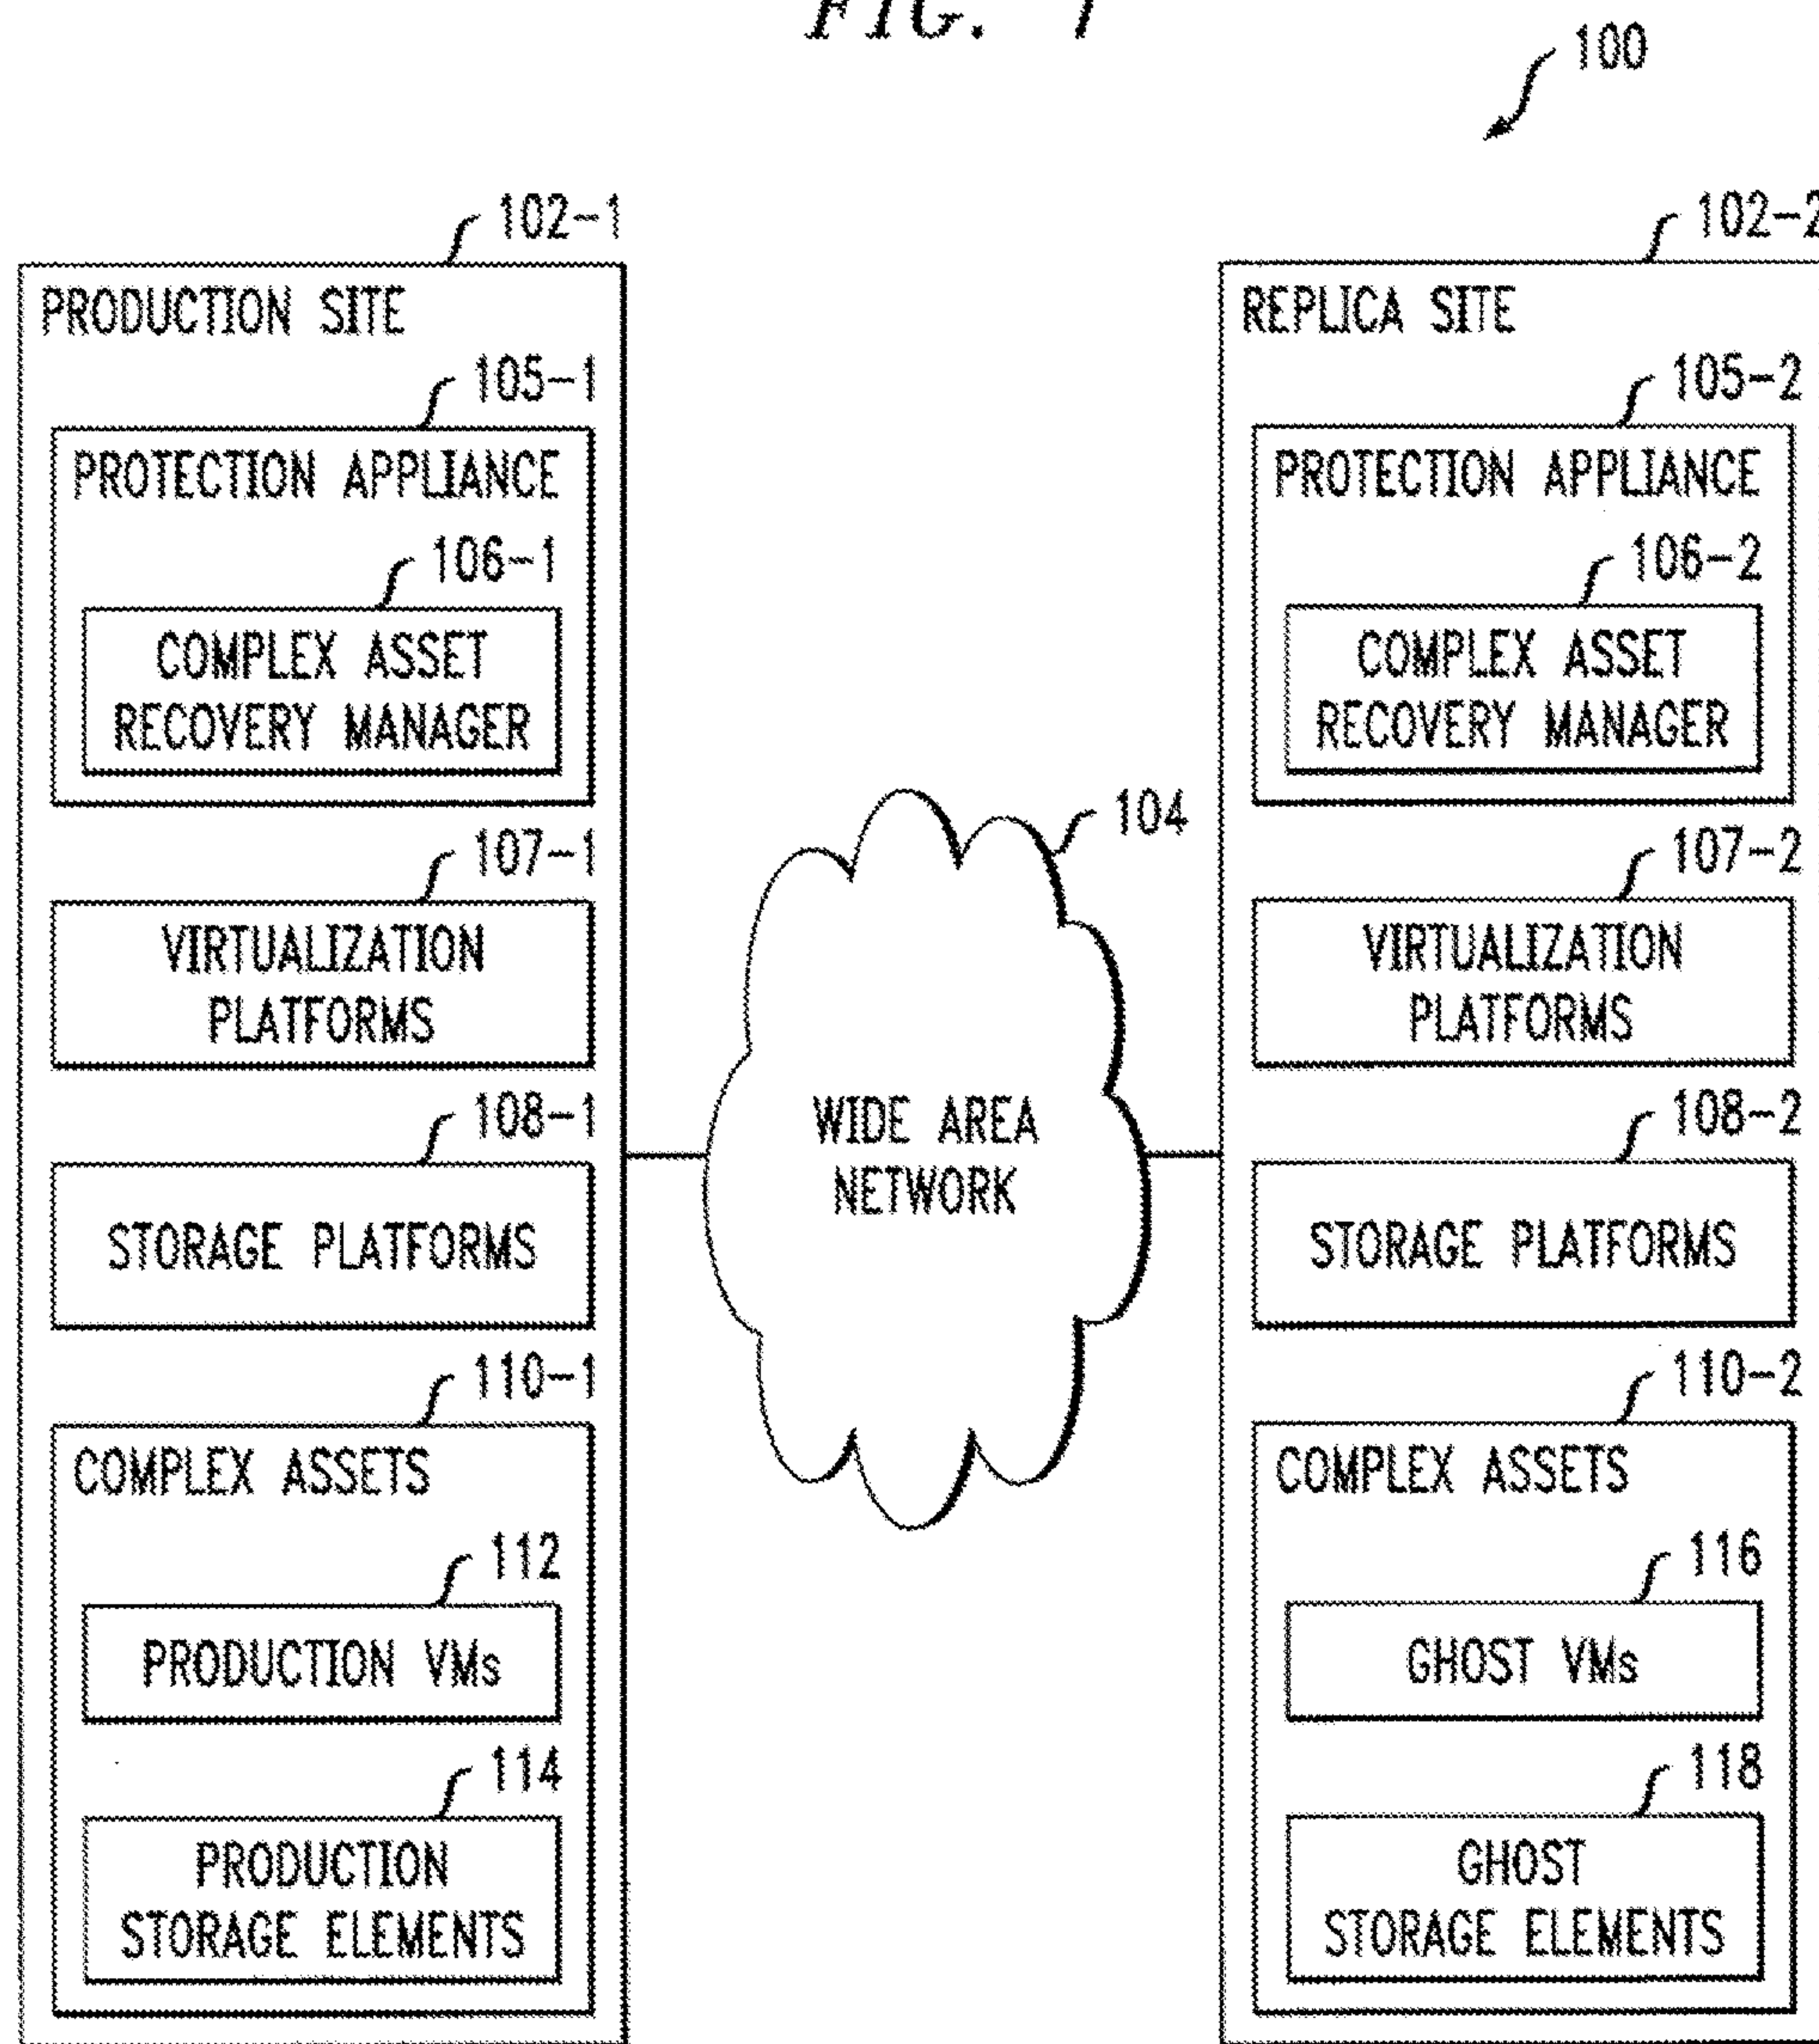 FIG. 1
100
102-1
PRODUCTION SITE
105-1
PROTECTION APPLIANCE
106-1
COMPLEX ASSET
RECOVERY MANAGER
107-1
VIRTUALIZATION
PLATFORMS
108-1
STORAGE PLATFORMS
110-1
COMPLEX ASSETS
112
PRODUCTION VMs
114
PRODUCTION
STORAGE ELEMENTS
104
WIDE AREA
NETWORK
102-2
REPLICA SITE
105-2
PROTECTION APPLIANCE
106-2
COMPLEX ASSET
RECOVERY MANAGER
107-2
VIRTUALIZATION
PLATFORMS
108-2
STORAGE PLATFORMS
110-2
COMPLEX ASSETS
116
GHOST VMs
118
GHOST
STORAGE ELEMENTS